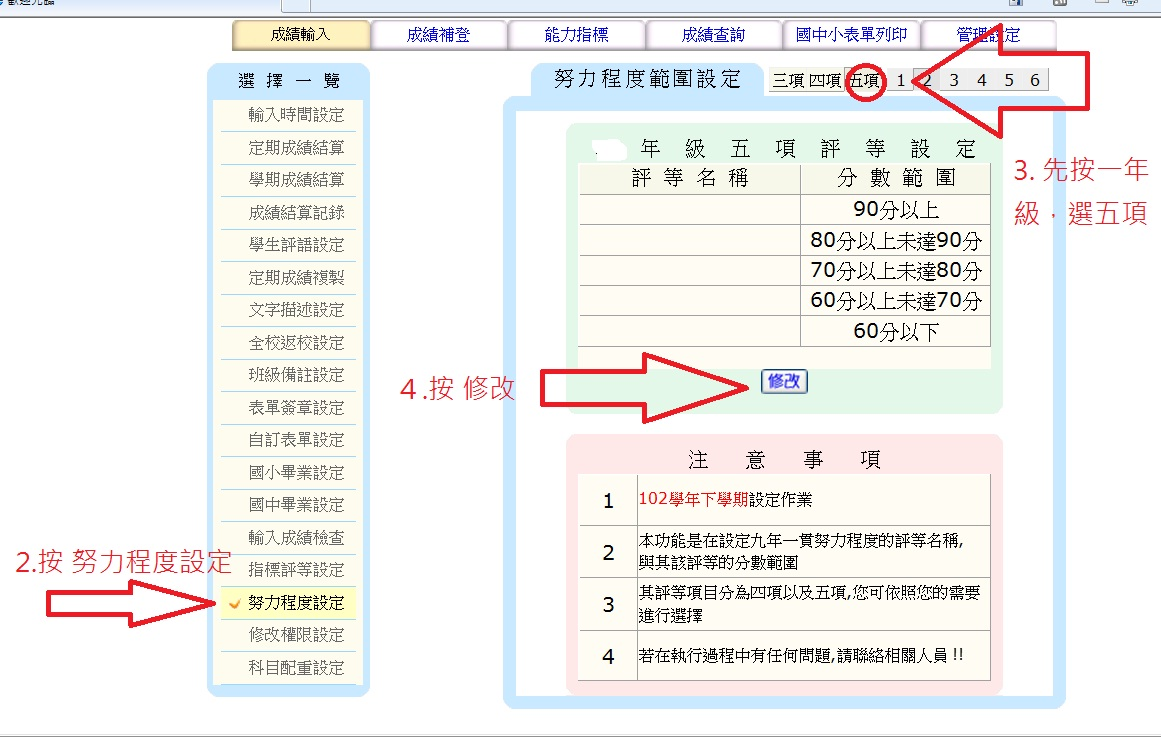 成績輸入 成績補登 能力指標 成績查詢 國中小表單列印 管理設定
選擇一覽
輸入時間設定
定期成績結算
學期成績結算
成績結算記錄
學生評語設定
定期成績複製
文字描述設定
全校返校設定
班級備註設定
表單簽章設定
自訂表單設定
國小畢業設定
國中畢業設定
輸入成績檢查
指標評等設定
努力程度設定
修改權限設定
科目配重設定
2.按 努力程度設定
努力程度範圍設定 三項 四項 五項 1 2 3 4 5 6
年級五項評等設定
評等名稱 分數範圍
90分以上
80分以上未達90分
70分以上未達80分
60分以上未達70分
60分以下
修改
3. 先按一年
級，選五項
4.按 修改
注意事項
1 102學年下學期設定作業
2 本功能是在設定九年一貫努力程度的評等名稱,
與其該評等的分數範圍
3 其評等項目分為四項以及五項,您可依照您的需要
進行選擇
4 若在執行過程中有任何問題,請聯絡相關人員!!